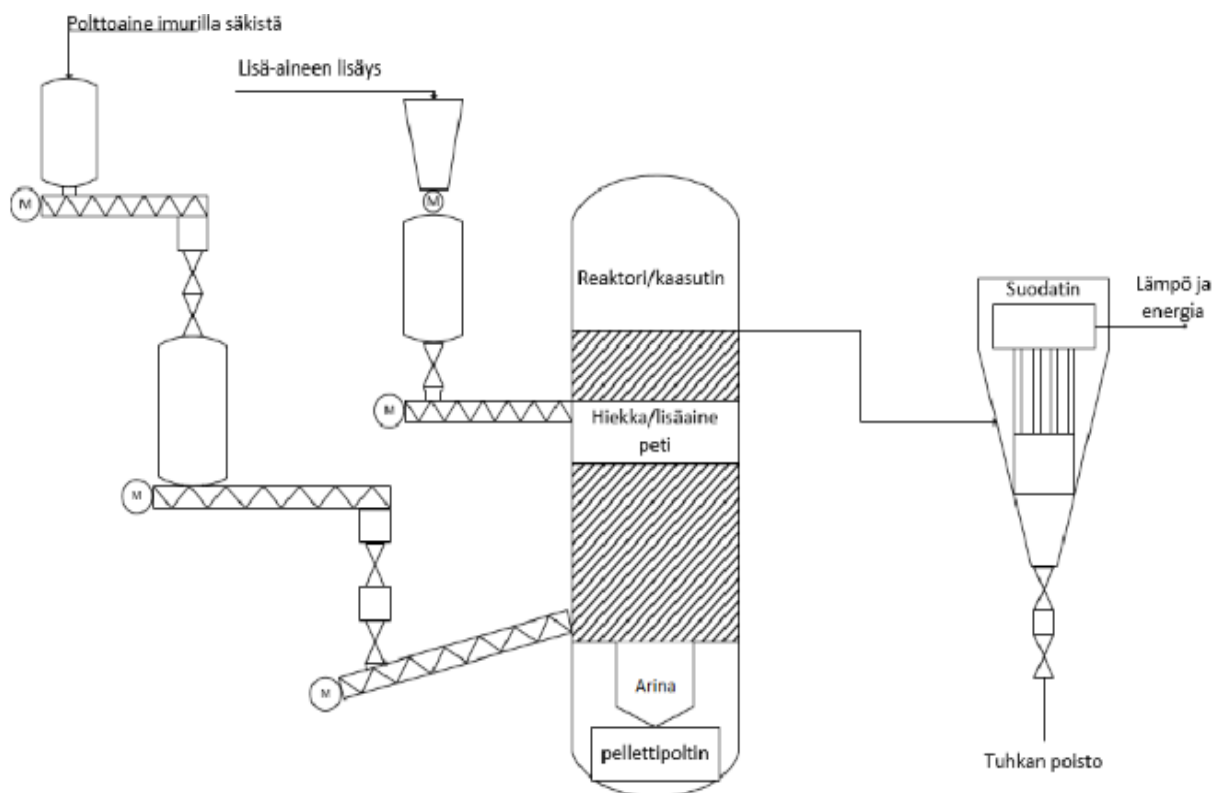 Polttoaine imurilla säkistä
Lisä-aineen lisäys
M
M
Reaktori/kaasutin
Suodatin
Lämpö ja
energia
M
Hiekka/lisäaine
peti
M
M
Arina
pellettipoltin
Tuhkan poisto